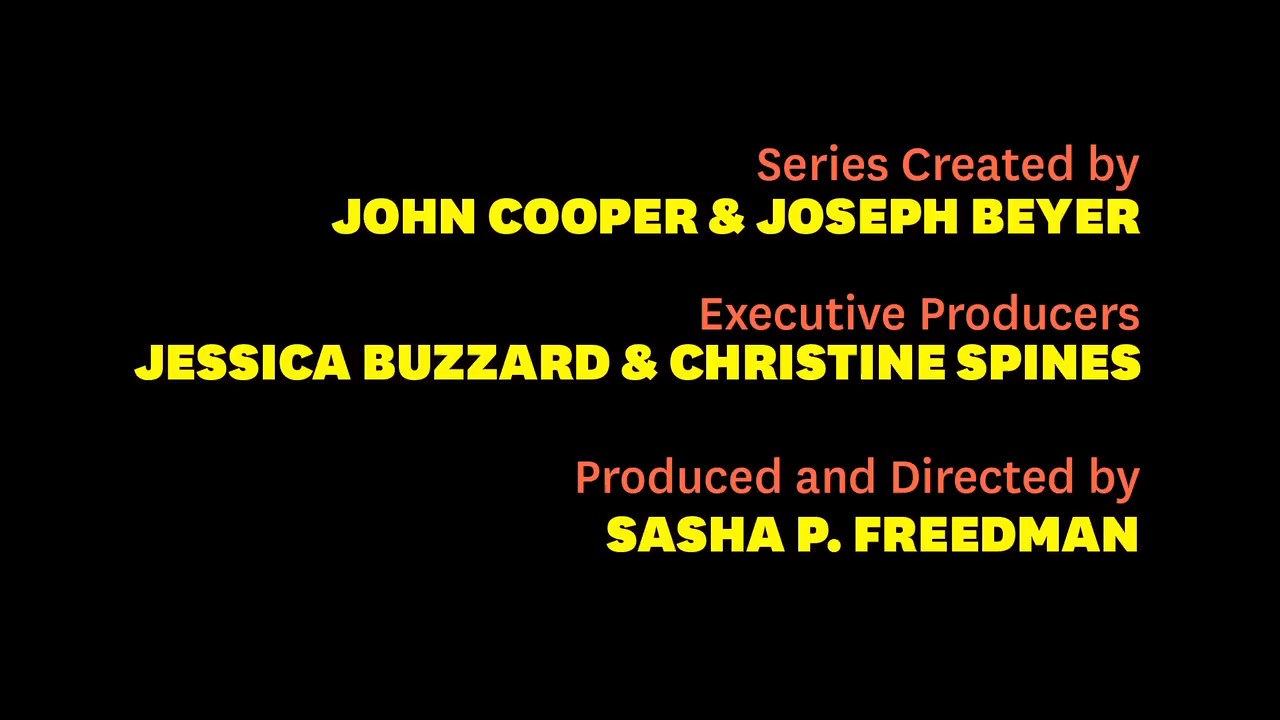 Series Created by
JOHN COOPER & JOSEPH BEYER
Executive Producers
JESSICA BUZZARD & CHRISTINE SPINES
Produced and Directed by
SASHA P. FREEDMAN